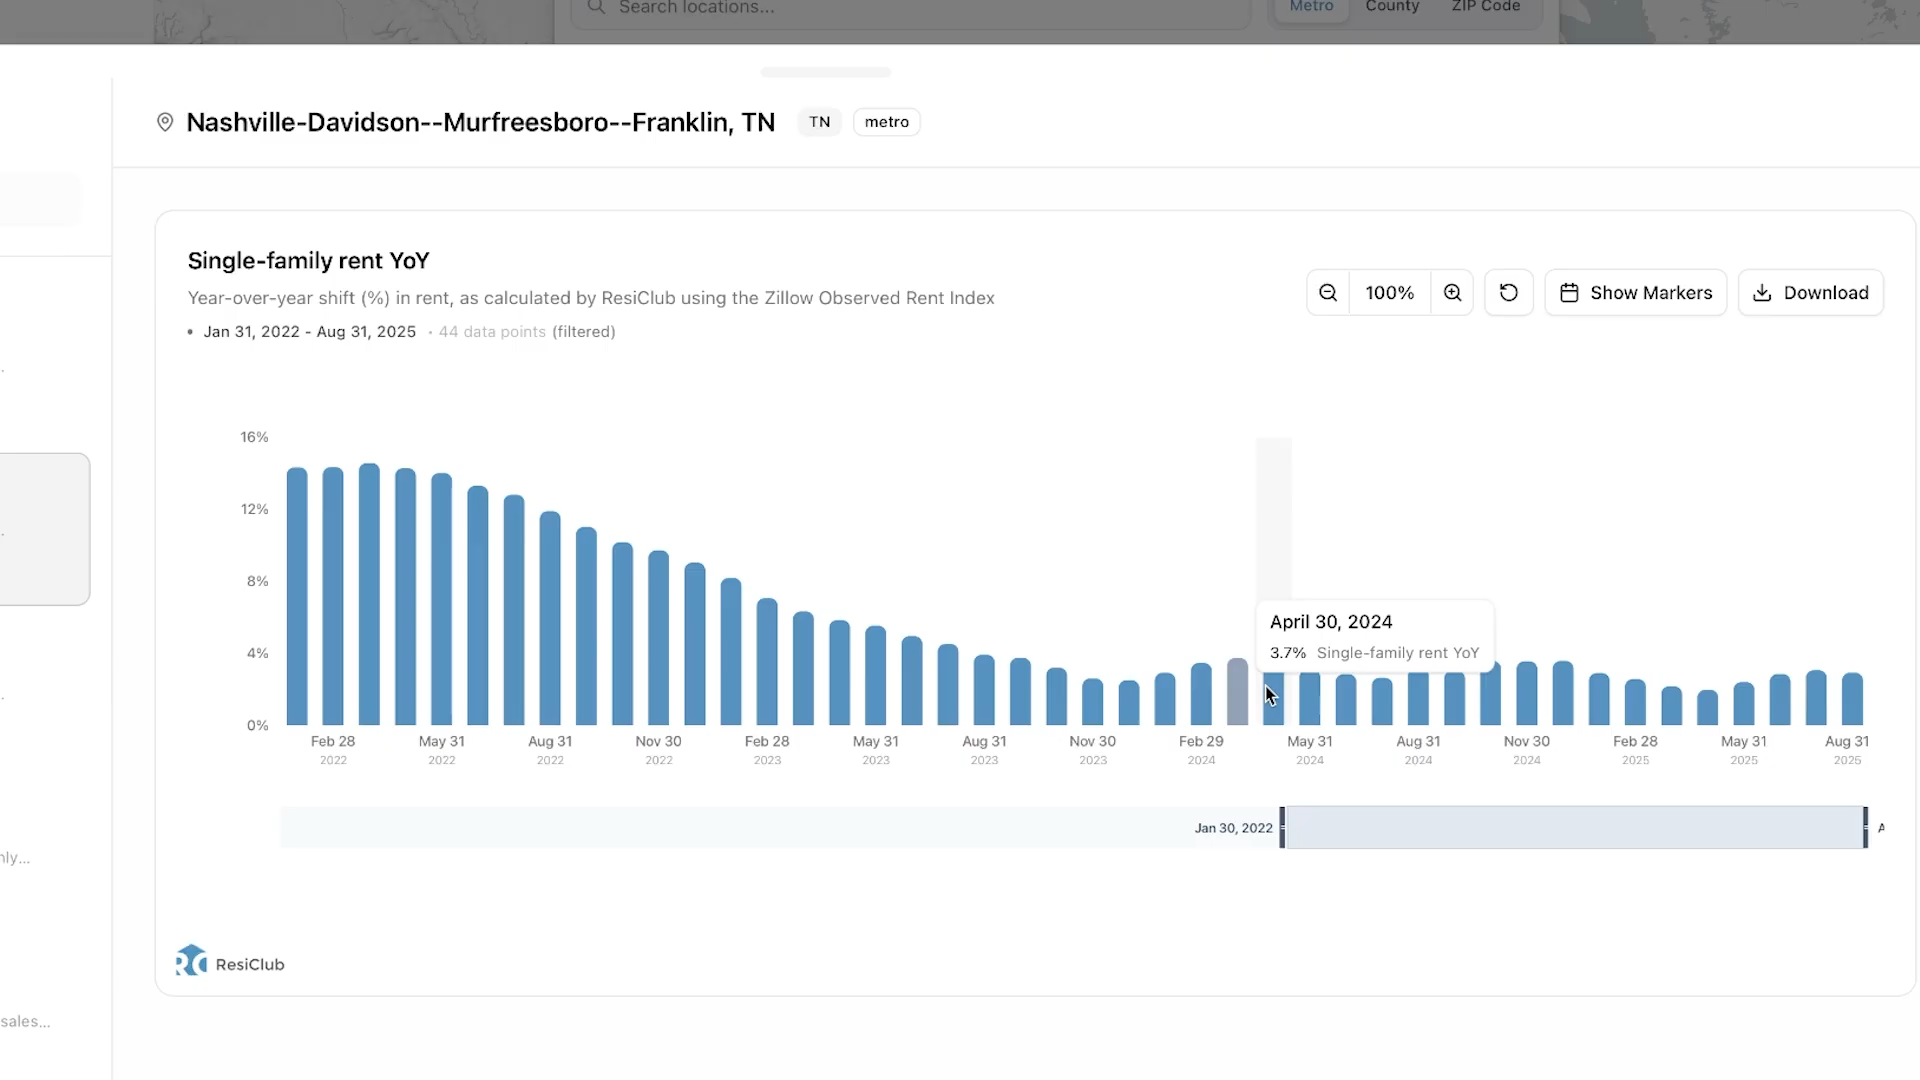 Search locations...
Metro County ZIP Code
Nashville-Davidson--Murfreesboro--Franklin, TN TN metro
Single-family rent YoY
Year-over-year shift (%) in rent, as calculated by ResiClub using the Zillow Observed Rent Index
• Jan 31, 2022 - Aug 31, 2025 • 44 data points (filtered)
100% Show Markers Download
16%
12%
8%
4%
0%
April 30, 2024
3.7% Single-family rent YoY
Feb 28 May 31 Aug 31 Nov 30 Feb 28 May 31 Aug 31 Nov 30 Feb 29 May 31 Aug 31 Nov 30 Feb 28 May 31 Aug 31
2022 2022 2022 2022 2023 2023 2023 2023 2024 2024 2024 2024 2025 2025 2025
Jan 30, 2022
RC ResiClub
sales...